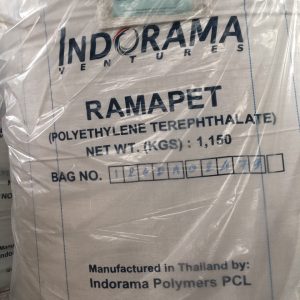 INDORAMA
VENTURES
RAMAPET
(POLYETHYLENE TEREPHTHALATE)
NET WT. (KGS) : 1,150
BAG NO.
Manufactured in Thailand by:
Indorama Polymers PCL
NO